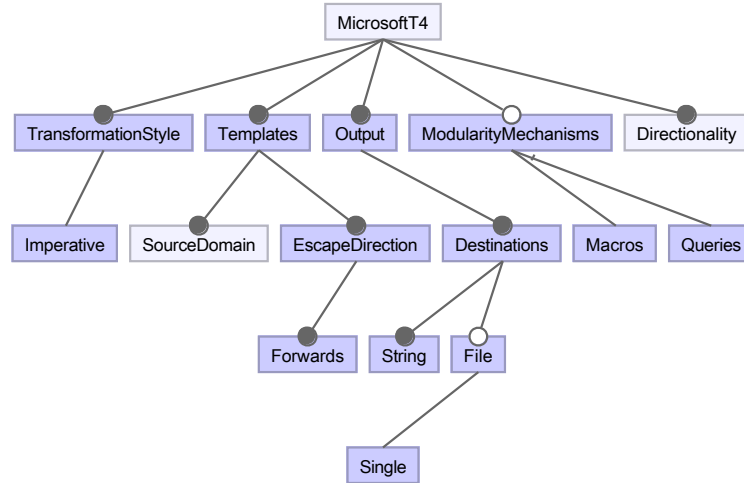 MicrosoftT4
TransformationStyle
Templates
Output
ModularityMechanisms
Directionality
Imperative
SourceDomain
EscapeDirection
Destinations
Macros
Queries
Forwards
String
File
Single